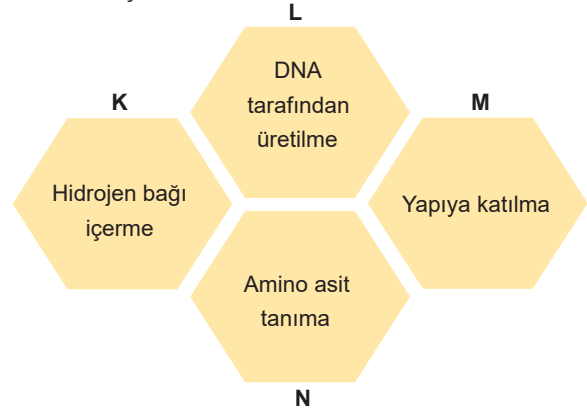 L
DNA
tarafından
üretilme
K
Hidrojen bağı
içerme
M
Yapıya katılma
Amino asit
tanıma
N